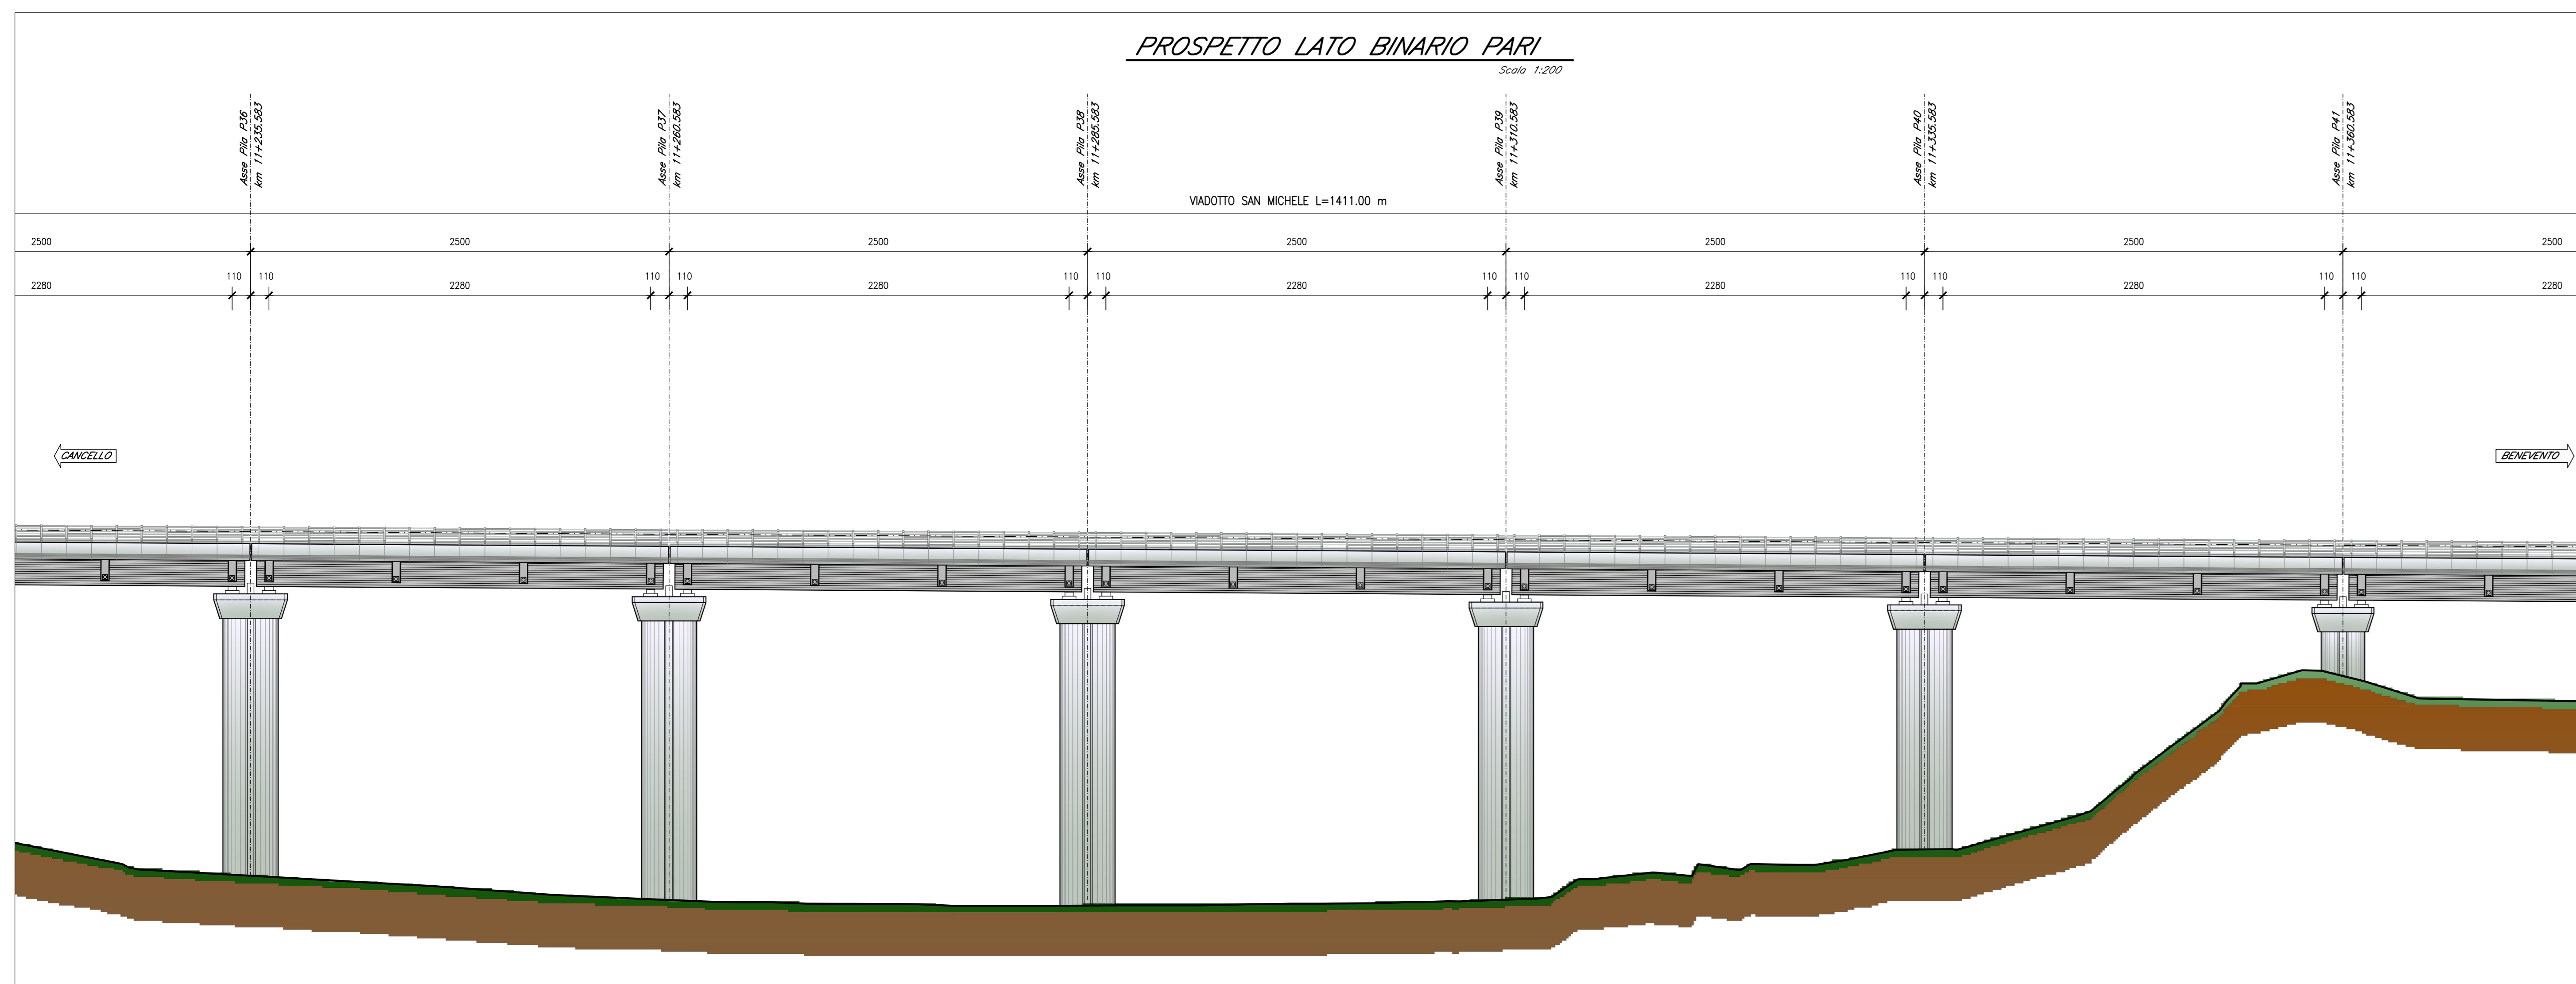 PROSPETTO LATO BINARIO PARI
Scala 1:200
Asse Pila P36
km 11+235.583
Asse Pila P37
km 11+260.583
Asse Pila P38
km 11+285.583
Asse Pila P39
km 11+310.583
Asse Pila P40
km 11+335.583
Asse Pila P41
km 11+360.583
VIADOTTO SAN MICHELE L=1411.00 m
2500 2500 2500 2500 2500 2500 2500
110 110 110 110 110 110 110 110 110 110 110 110
2280 2280 2280 2280 2280 2280 2280
CANCELLO
BENEVENTO